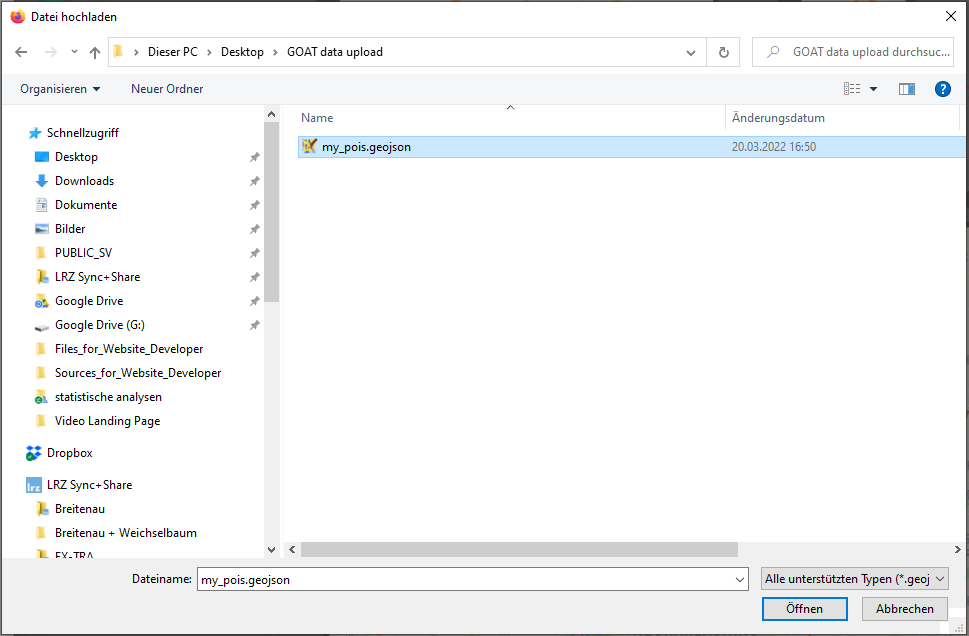 Datei hochladen
Dieser PC > Desktop > GOAT data upload
GOAT data upload durchsuc...
Organisieren
Neuer Ordner
?
Schnellzugriff
Desktop
Downloads
Dokumente
Bilder
PUBLIC_SV
LRZ Sync+Share
Google Drive
Google Drive (G:)
Files_for_Website_Developer
Sources_for_Website_Developer
statistische analysen
Video Landing Page
Dropbox
lrz LRZ Sync+Share
Breitenau
Breitenau + Weichselbaum
EX-TRA
Name
Änderungsdatum
my_pois.geojson
20.03.2022 16:50
Dateiname:
my_pois.geojson
Alle unterstützten Typen (*.geoj
Öffnen
Abbrechen